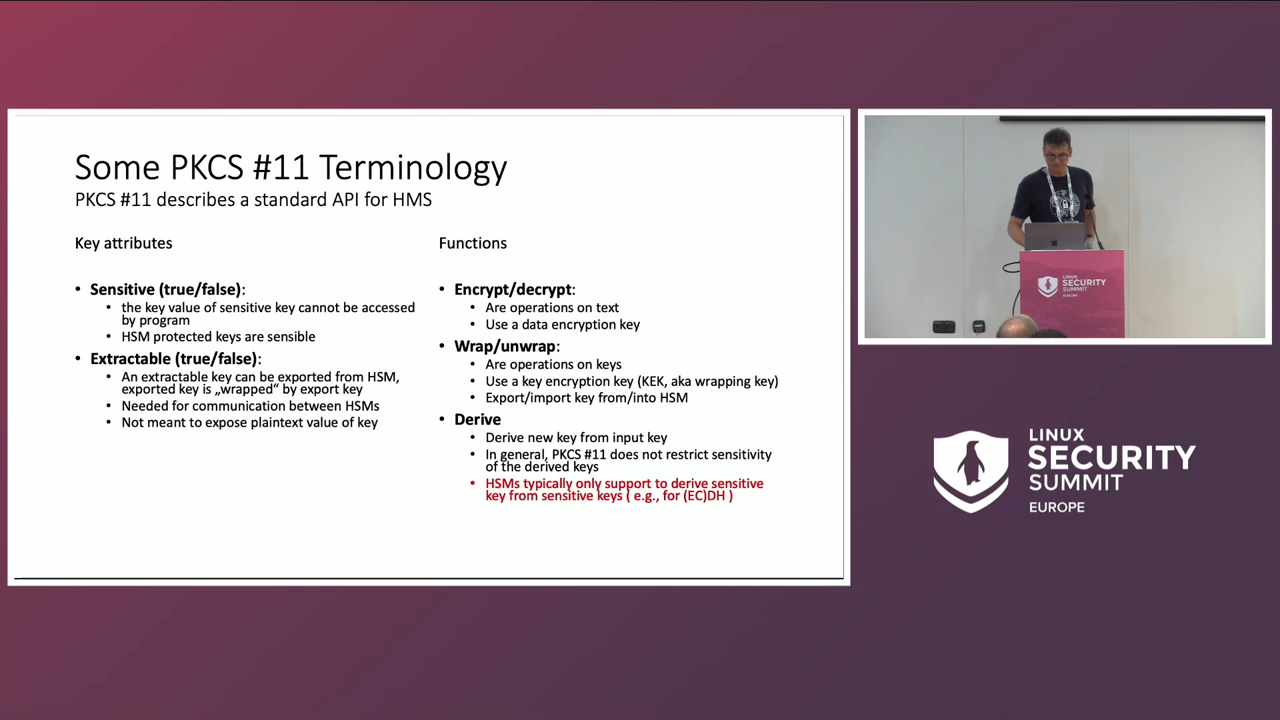 Some PKCS #11 Terminology
PKCS #11 describes a standard API for HMS
Key attributes
• Sensitive (true/false):
• the key value of sensitive key cannot be accessed
by program
• HSM protected keys are sensible
• Extractable (true/false):
• An extractable key can be exported from HSM,
exported key is „wrapped“ by export key
• Needed for communication between HSMs
• Not meant to expose plaintext value of key
Functions
• Encrypt/decrypt:
• Are operations on text
• Use a data encryption key
• Wrap/unwrap:
• Are operations on keys
• Use a key encryption key (KEK, aka wrapping key)
• Export/import key from/into HSM
• Derive
• Derive new key from input key
• In general, PKCS #11 does not restrict sensitivity
of the derived keys
• HSMs typically only support to derive sensitive
key from sensitive keys ( e.g., for (EC)DH )
LINUX
SECURITY
SUMMIT
EUROPE
LINUX
SECURITY
SUMMIT
EUROPE